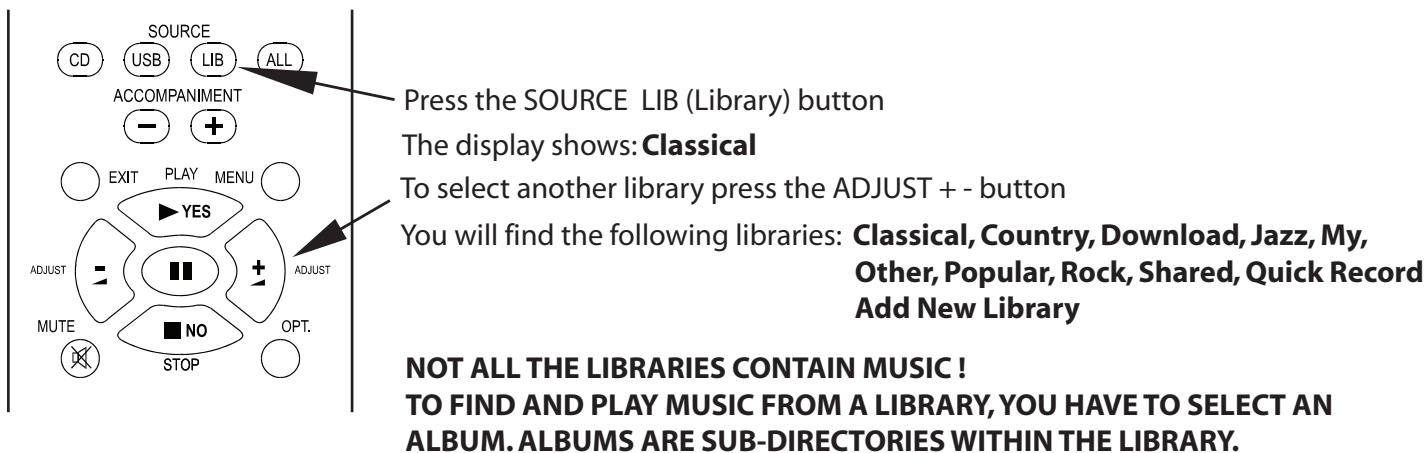 SOURCE
CD USB LIB ALL
ACCOMPANIMENT
- +
EXIT PLAY MENU
YES
ADJUST - + ADJUST
MUTE NO OPT.
STOP
Press the SOURCE LIB (Library) button
The display shows: Classical
To select another library press the ADJUST + - button
You will find the following libraries: Classical, Country, Download, Jazz, My,
Other, Popular, Rock, Shared, Quick Record
Add New Library
NOT ALL THE LIBRARIES CONTAIN MUSIC !
TO FIND AND PLAY MUSIC FROM A LIBRARY, YOU HAVE TO SELECT AN
ALBUM. ALBUMS ARE SUB-DIRECTORIES WITHIN THE LIBRARY.